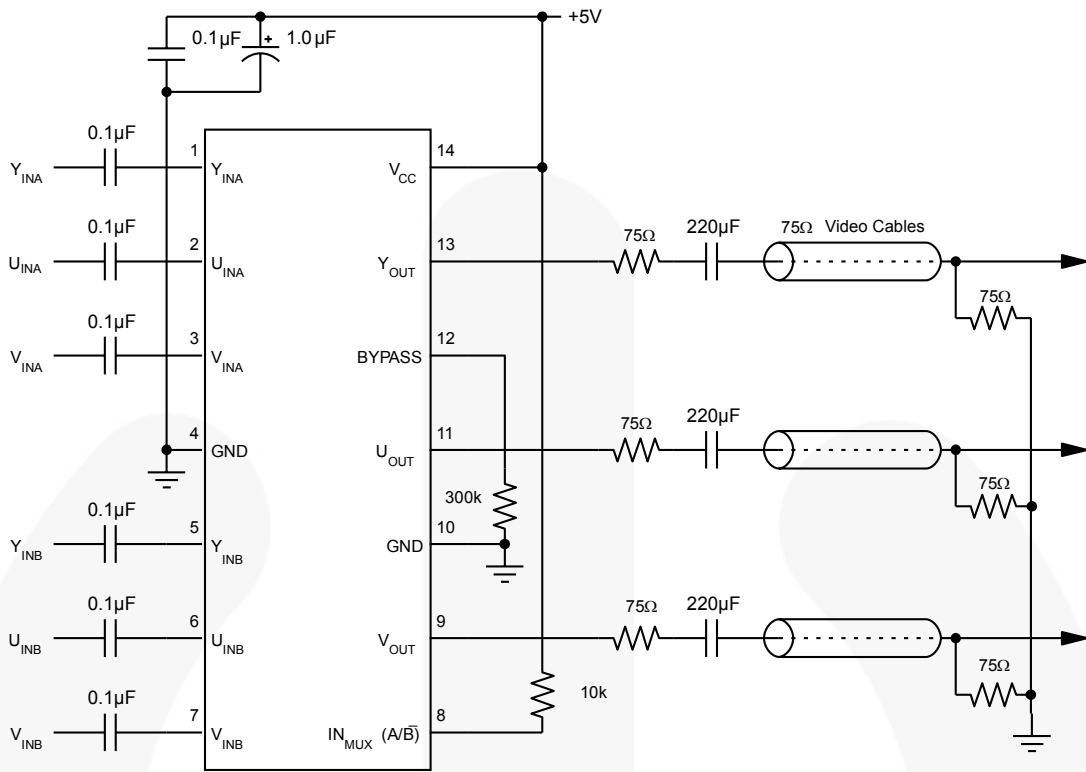 +5V
0.1µF
1.0µF
0.1µF
Y_INA
1
Y_INA
V_CC
14
0.1µF
U_INA
2
U_INA
Y_OUT
13
75Ω
220µF
75Ω Video Cables
75Ω
0.1µF
V_INA
3
V_INA
BYPASS
12
4
GND
U_OUT
11
75Ω
220µF
75Ω
300k
0.1µF
Y_INB
5
Y_INB
GND
10
0.1µF
U_INB
6
U_INB
V_OUT
9
75Ω
220µF
75Ω
10k
0.1µF
V_INB
7
V_INB
IN_MUX (A/B̅)
8